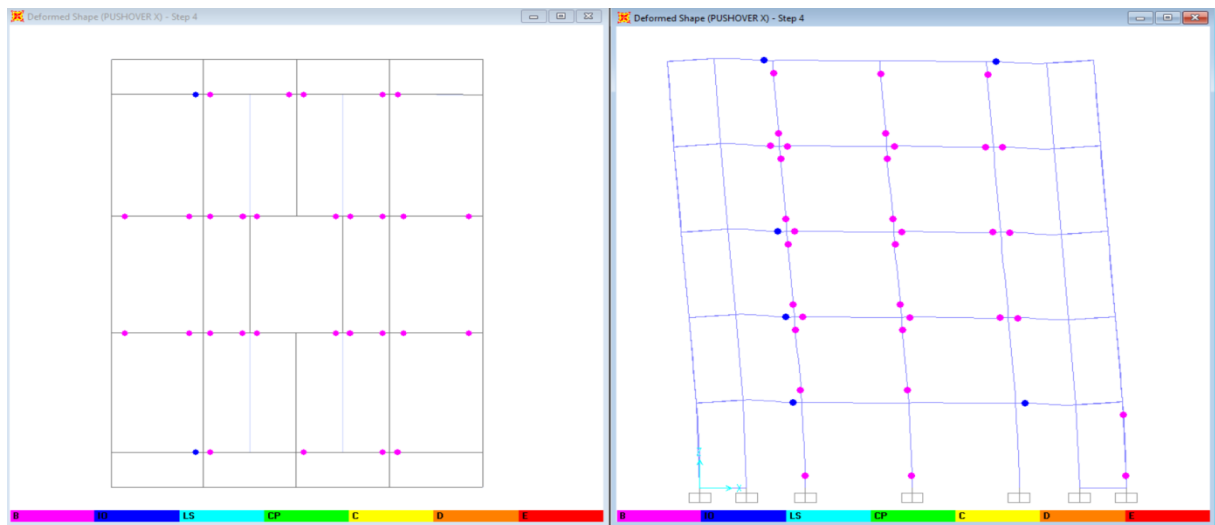 Deformed Shape (PUSHOVER X) - Step 4
B IO LS CP C D E
Deformed Shape (PUSHOVER X) - Step 4
B IO LS CP C D E